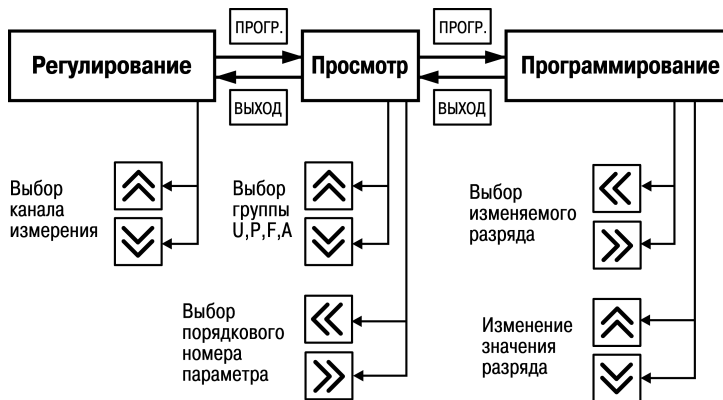 ПРОГР.
ПРОГР.
Регулирование
Просмотр
Программирование
ВЫХОД
ВЫХОД
Выбор
канала
измерения
Выбор
группы
U,P,F,A
Выбор
изменяемого
разряда
Выбор
порядкового
номера
параметра
Изменение
значения
разряда